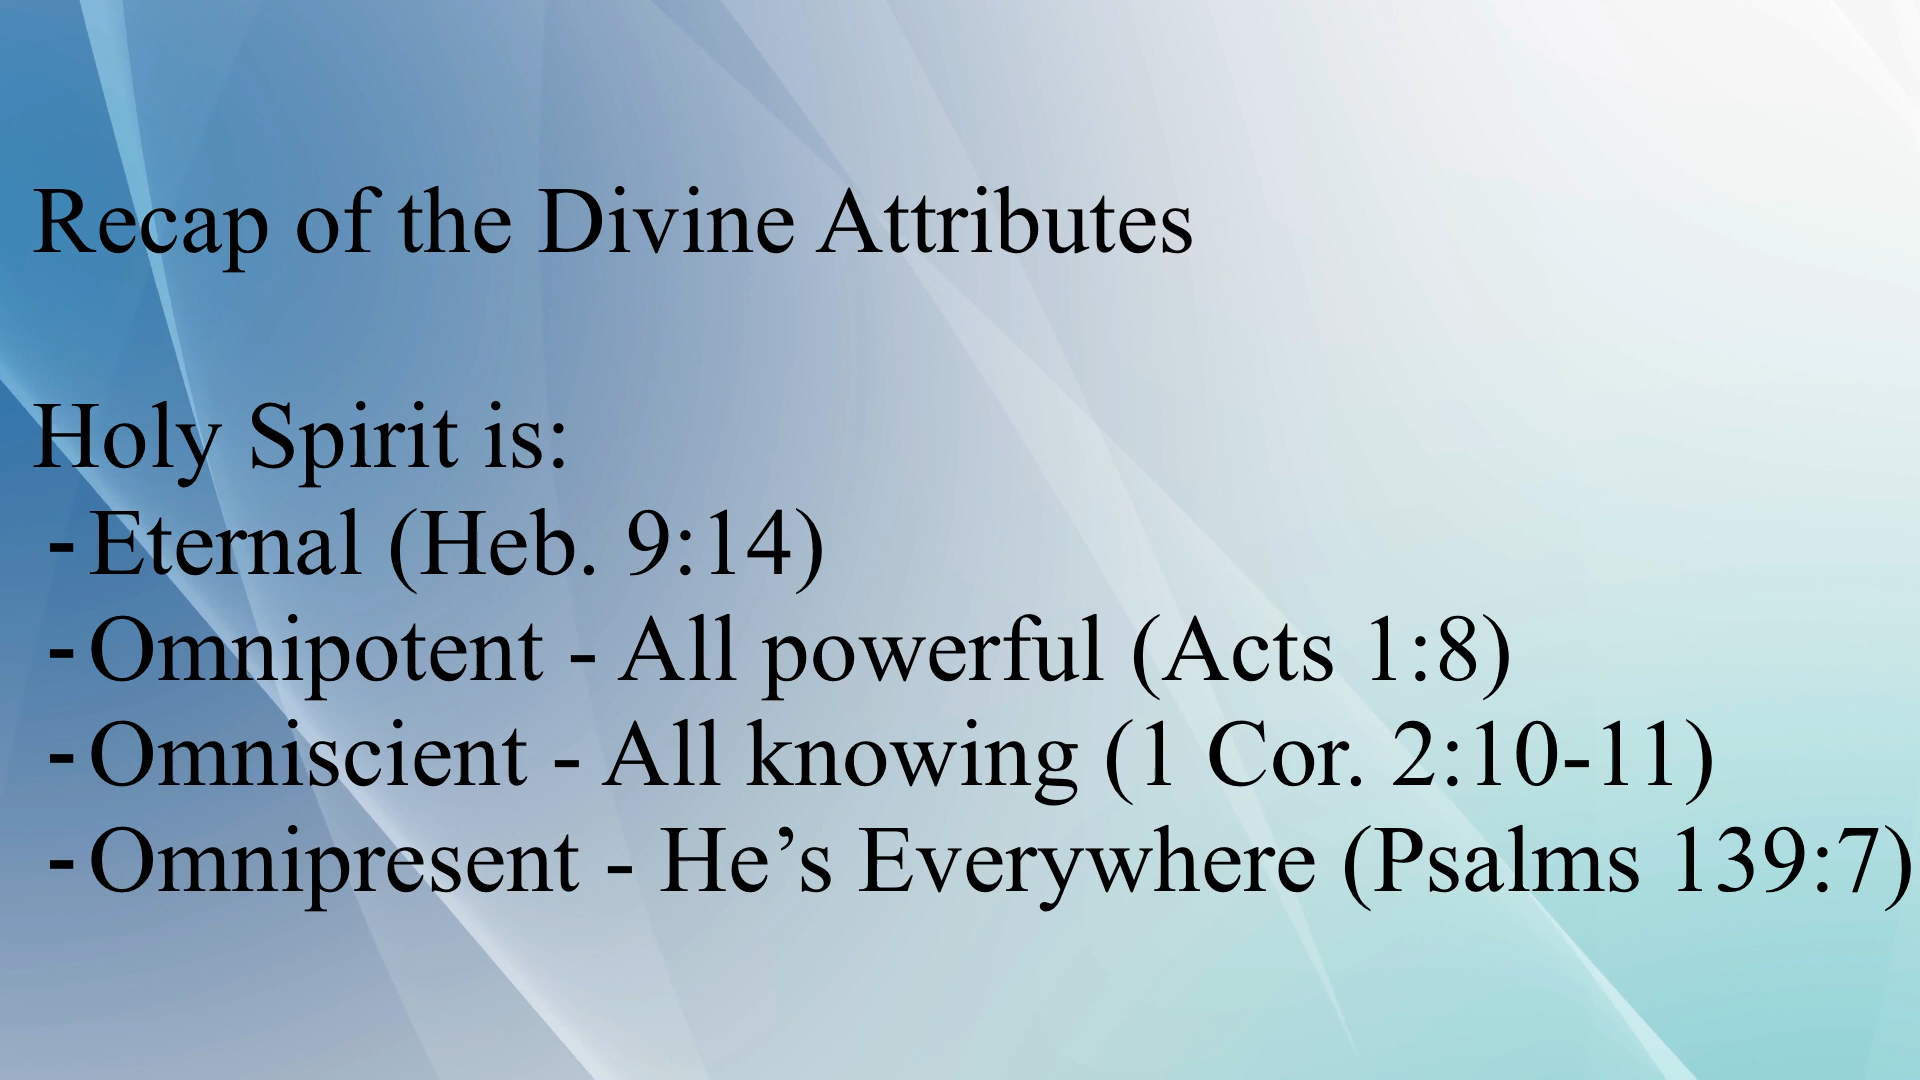 Recap of the Divine Attributes
Holy Spirit is:
- Eternal (Heb. 9:14)
- Omnipotent - All powerful (Acts 1:8)
- Omniscient - All knowing (1 Cor. 2:10-11)
- Omnipresent - He’s Everywhere (Psalms 139:7)